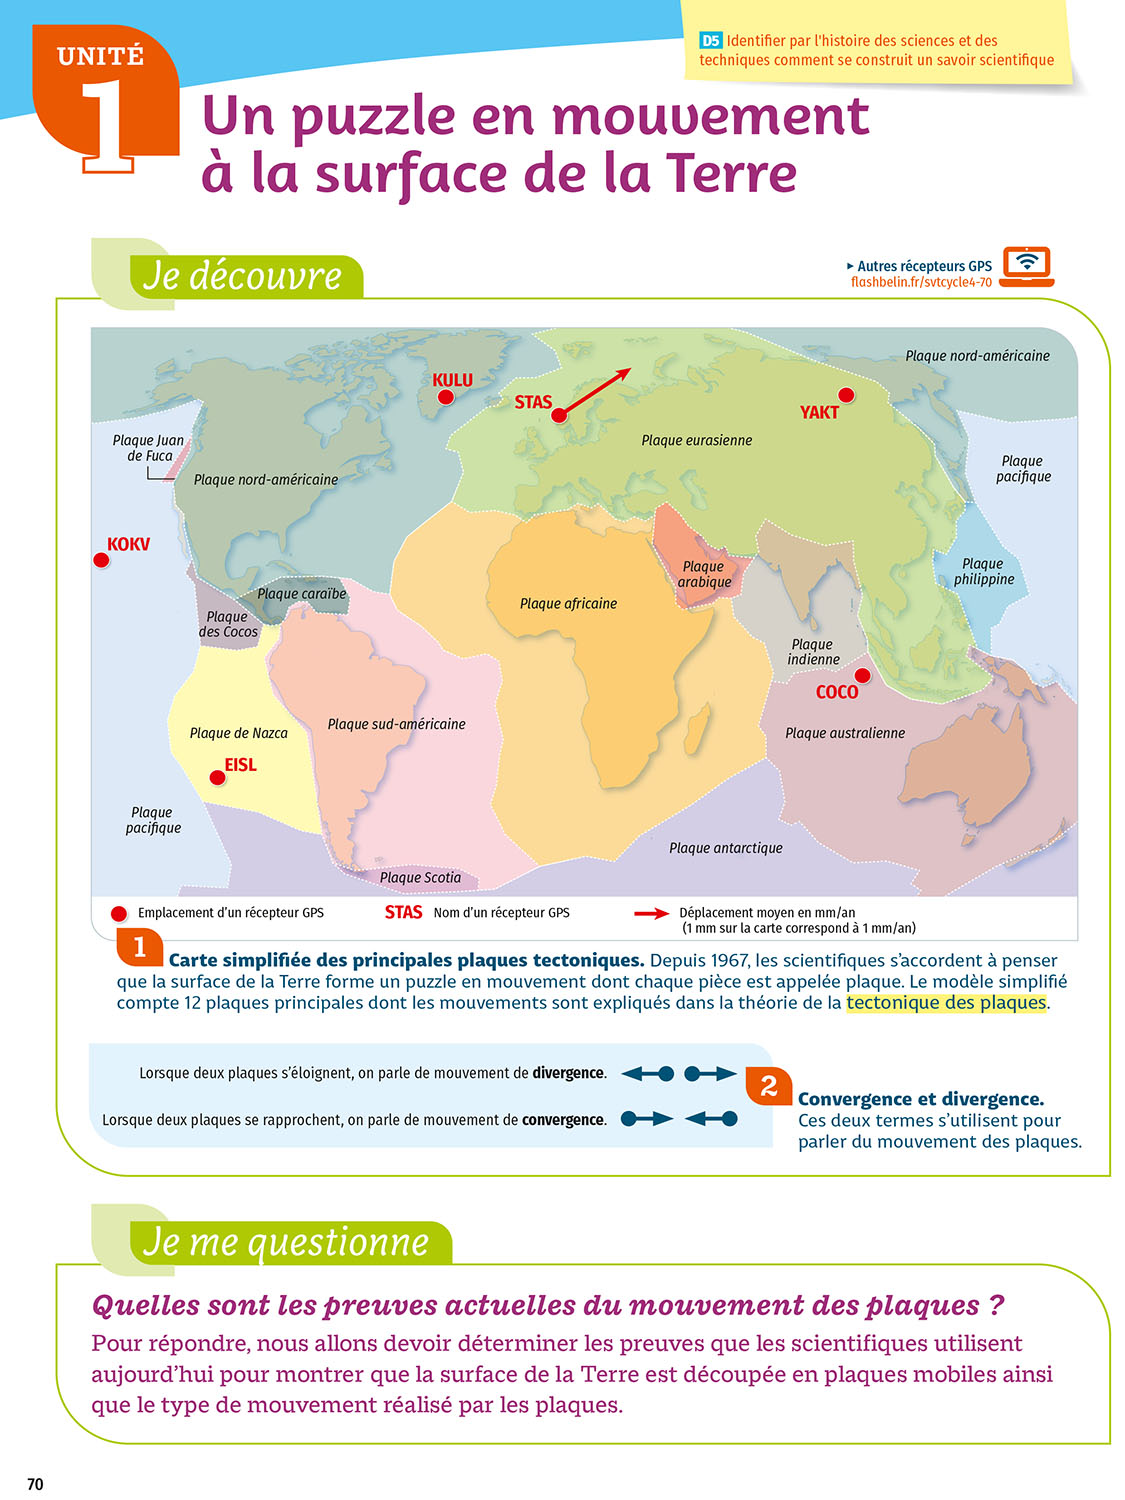 UNITÉ
1
D5 Identifier par l'histoire des sciences et des
techniques comment se construit un savoir scientifique
Un puzzle en mouvement
à la surface de la Terre
Je découvre
▸ Autres récepteurs GPS
flashbelin.fr/svtcycle4-70
Plaque nord-américaine
KULU
STAS
YAKT
Plaque Juan
de Fuca
Plaque eurasienne
Plaque
pacifique
Plaque nord-américaine
KOKV
Plaque
arabique
Plaque
philippine
Plaque caraïbe
Plaque africaine
Plaque
des Cocos
Plaque
indienne
COCO
Plaque sud-américaine
Plaque de Nazca
Plaque australienne
EISL
Plaque
pacifique
Plaque antarctique
Plaque Scotia
Emplacement d'un récepteur GPS
STAS Nom d'un récepteur GPS
Déplacement moyen en mm/an
(1 mm sur la carte correspond à 1 mm/an)
1 Carte simplifiée des principales plaques tectoniques. Depuis 1967, les scientifiques s'accordent à penser
que la surface de la Terre forme un puzzle en mouvement dont chaque pièce est appelée plaque. Le modèle simplifié
compte 12 plaques principales dont les mouvements sont expliqués dans la théorie de la tectonique des plaques.
Lorsque deux plaques s'éloignent, on parle de mouvement de divergence.
Lorsque deux plaques se rapprochent, on parle de mouvement de convergence.
2 Convergence et divergence.
Ces deux termes s'utilisent pour
parler du mouvement des plaques.
Je me questionne
Quelles sont les preuves actuelles du mouvement des plaques ?
Pour répondre, nous allons devoir déterminer les preuves que les scientifiques utilisent
aujourd'hui pour montrer que la surface de la Terre est découpée en plaques mobiles ainsi
que le type de mouvement réalisé par les plaques.
70